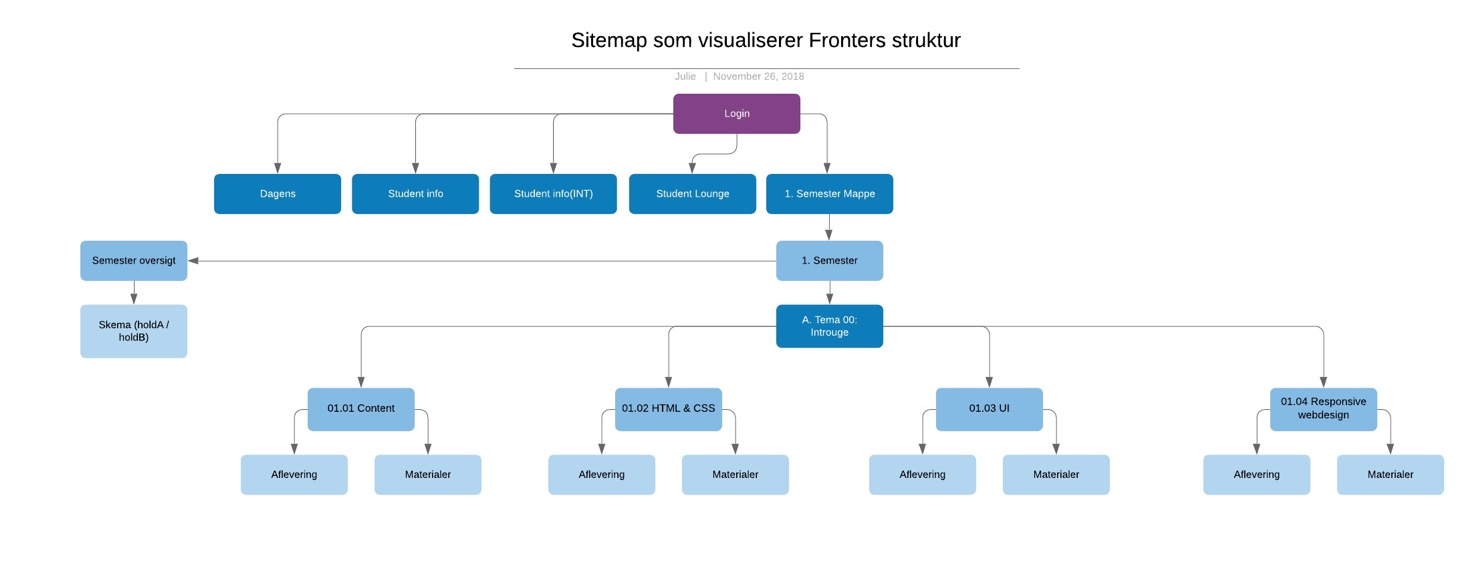 Sitemap som visualiserer Fronters struktur
Julie | November 26, 2018
Login
Dagens
Student info
Student info(INT)
Student Lounge
1. Semester Mappe
Semester oversigt
1. Semester
Skema (holdA /
holdB)
A. Tema 00:
Introuge
01.01 Content
01.02 HTML & CSS
01.03 UI
01.04 Responsive
webdesign
Aflevering
Materialer
Aflevering
Materialer
Aflevering
Materialer
Aflevering
Materialer